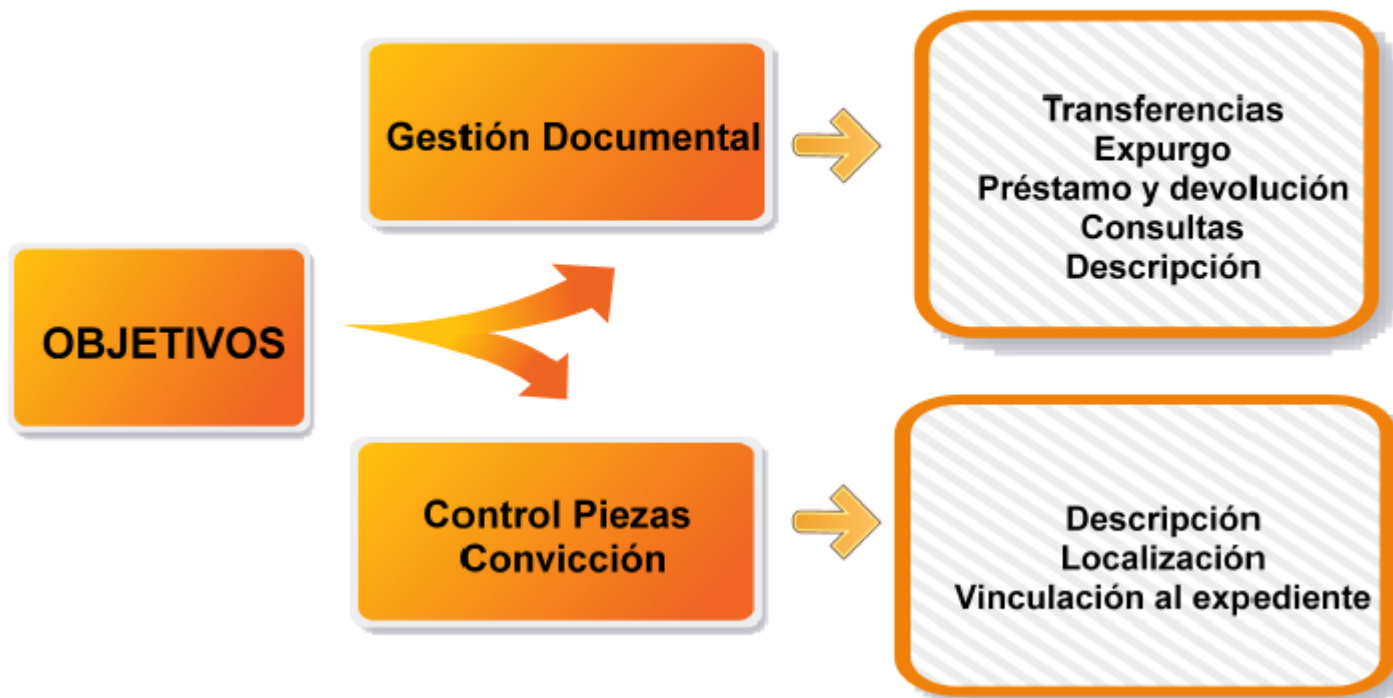 OBJETIVOS
Gestión Documental
Transferencias
Expurgo
Préstamo y devolución
Consultas
Descripción
Control Piezas
Convicción
Descripción
Localización
Vinculación al expediente